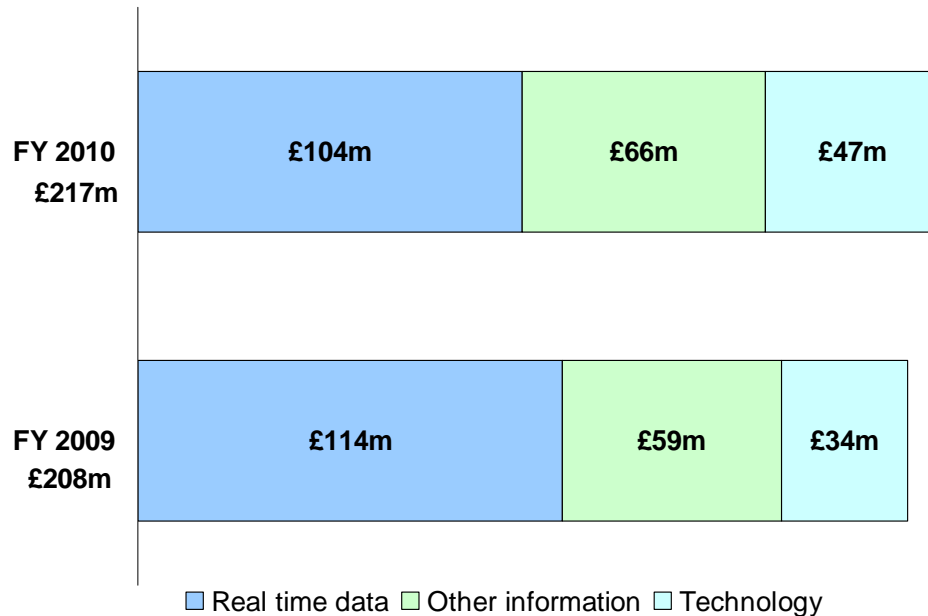 FY 2010
£217m
£104m
£66m
£47m
FY 2009
£208m
£114m
£59m
£34m
Real time data Other information Technology